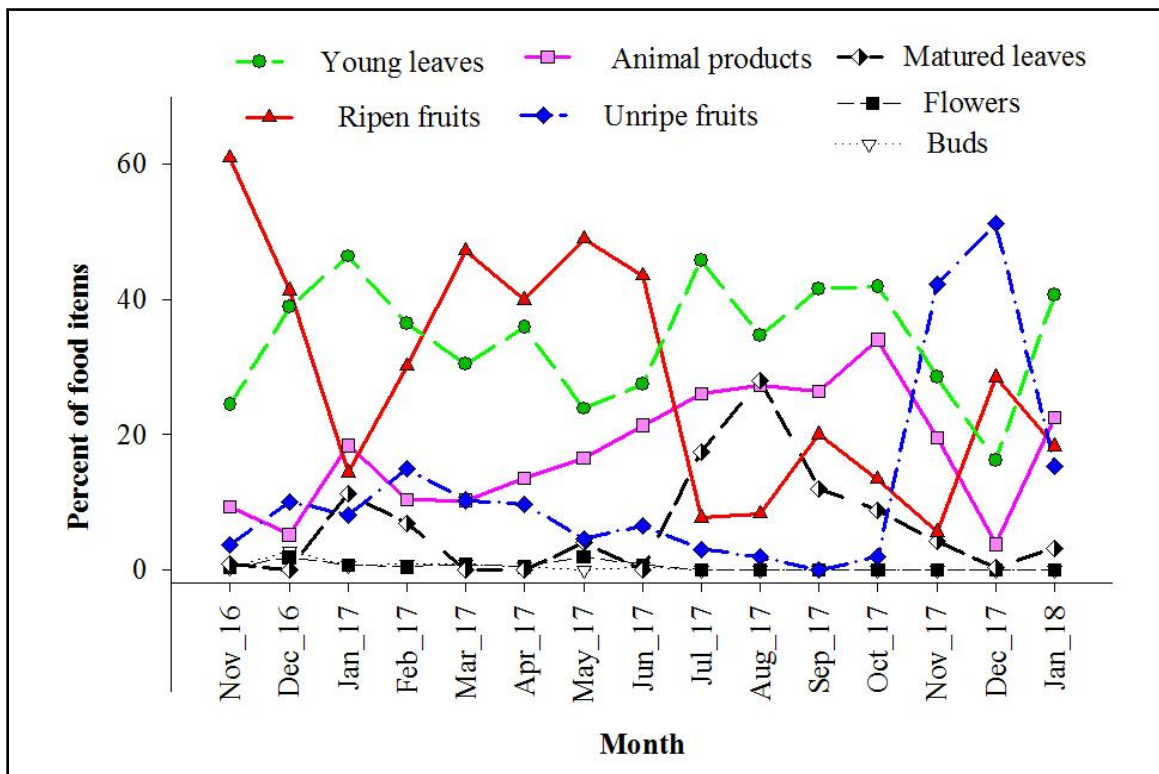 Young leaves
Animal products
Matured leaves
Ripen fruits
Unripe fruits
Flowers
Buds
Percent of food items
60
40
20
0
Nov_16
Dec_16
Jan_17
Feb_17
Mar_17
Apr_17
May_17
Jun_17
Jul_17
Aug_17
Sep_17
Oct_17
Nov_17
Dec_17
Jan_18
Month